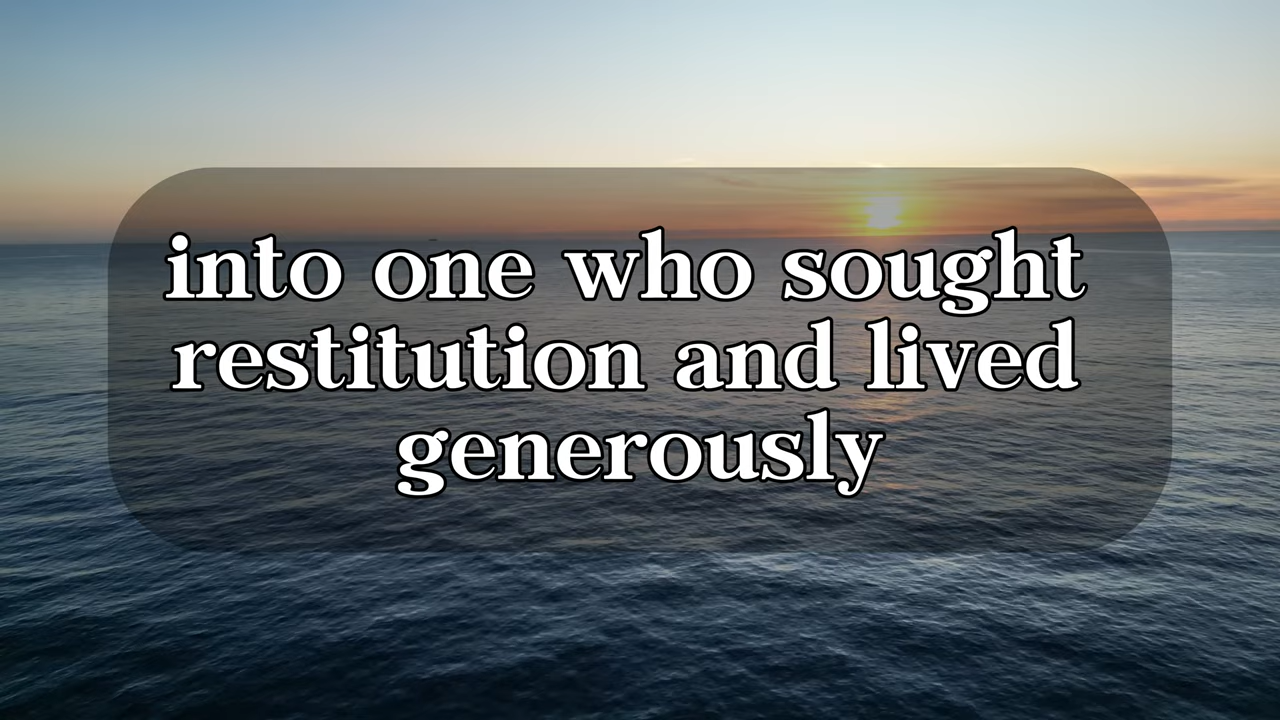 into one who sought
restitution and lived
generously